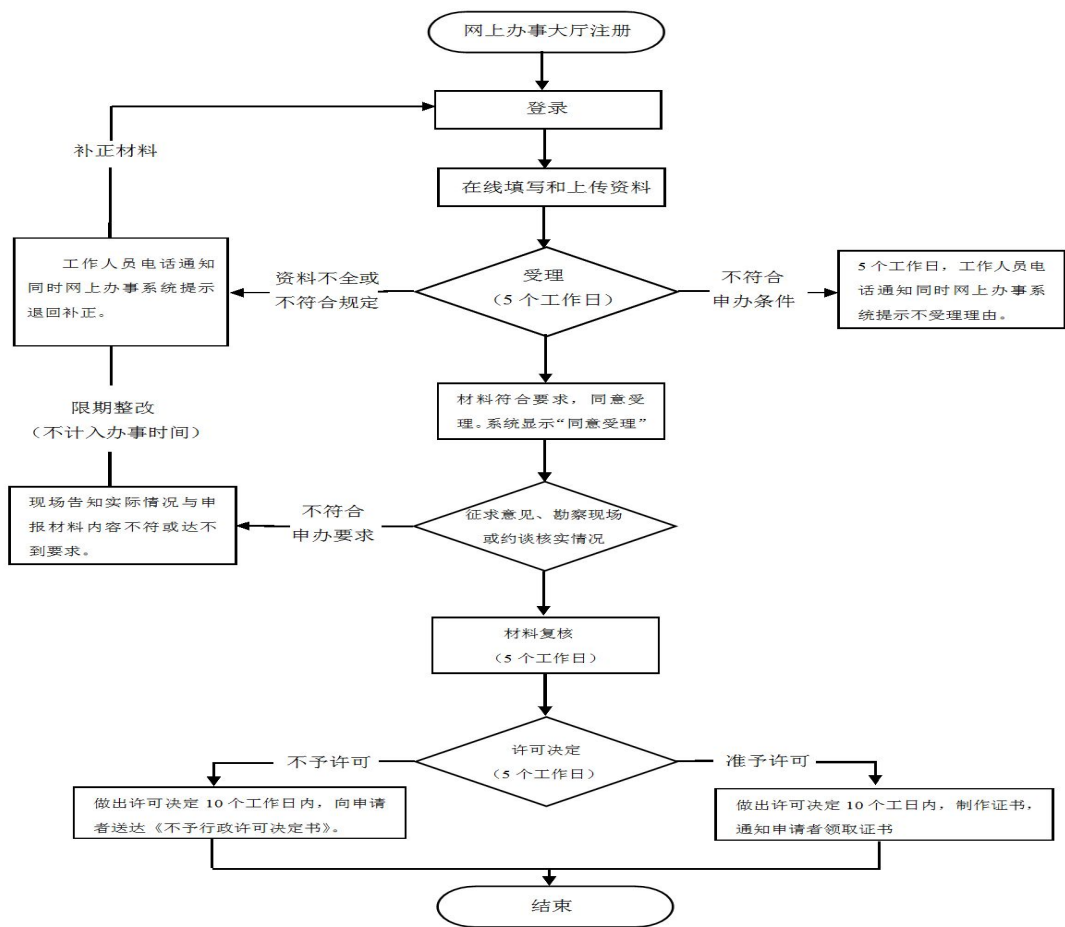 网上办事大厅注册
登录
补正材料
在线填写和上传资料
工作人员电话通知
同时网上办事系统提示
退回补正。
资料不全或
不符合规定
受理
（5 个工作日）
不符合
申办条件
5 个工作日，工作人员电
话通知同时网上办事系
统提示不受理理由。
材料符合要求，同意受
理。系统显示“同意受理”
限期整改
（不计入办事时间）
现场告知实际情况与申
报材料内容不符或达不
到要求。
不符合
申办要求
征求意见、勘察现场
或约谈核实情况
材料复核
（5 个工作日）
不予许可
许可决定
（5 个工作日）
准予许可
做出许可决定 10 个工作日内，向申请
者送达《不予行政许可决定书》。
做出许可决定 10 个工日内，制作证书，
通知申请者领取证书
结束